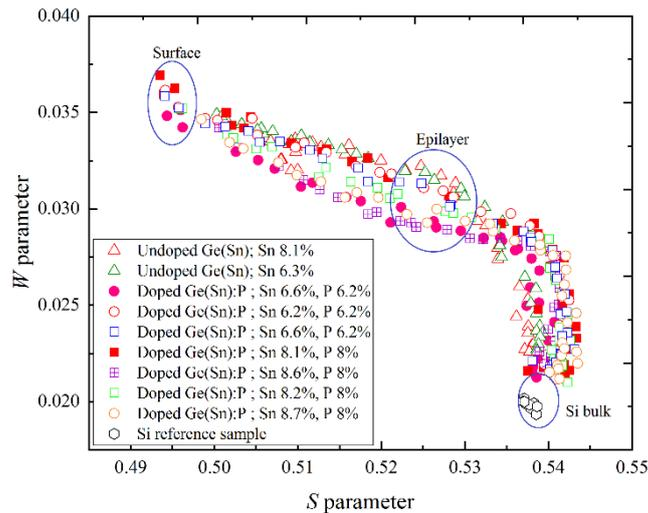 0.040
0.035
0.030
0.025
0.020
W parameter
Surface
Epilayer
Undoped Ge(Sn); Sn 8.1%
Undoped Ge(Sn); Sn 6.3%
Doped Ge(Sn):P ; Sn 6.6%, P 6.2%
Doped Ge(Sn):P ; Sn 6.2%, P 6.2%
Doped Ge(Sn):P ; Sn 6.6%, P 6.2%
Doped Ge(Sn):P ; Sn 8.1%, P 8%
Doped Ge(Sn):P ; Sn 8.6%, P 8%
Doped Ge(Sn):P ; Sn 8.2%, P 8%
Doped Ge(Sn):P ; Sn 8.7%, P 8%
Si reference sample
Si bulk
0.49 0.50 0.51 0.52 0.53 0.54 0.55
S parameter